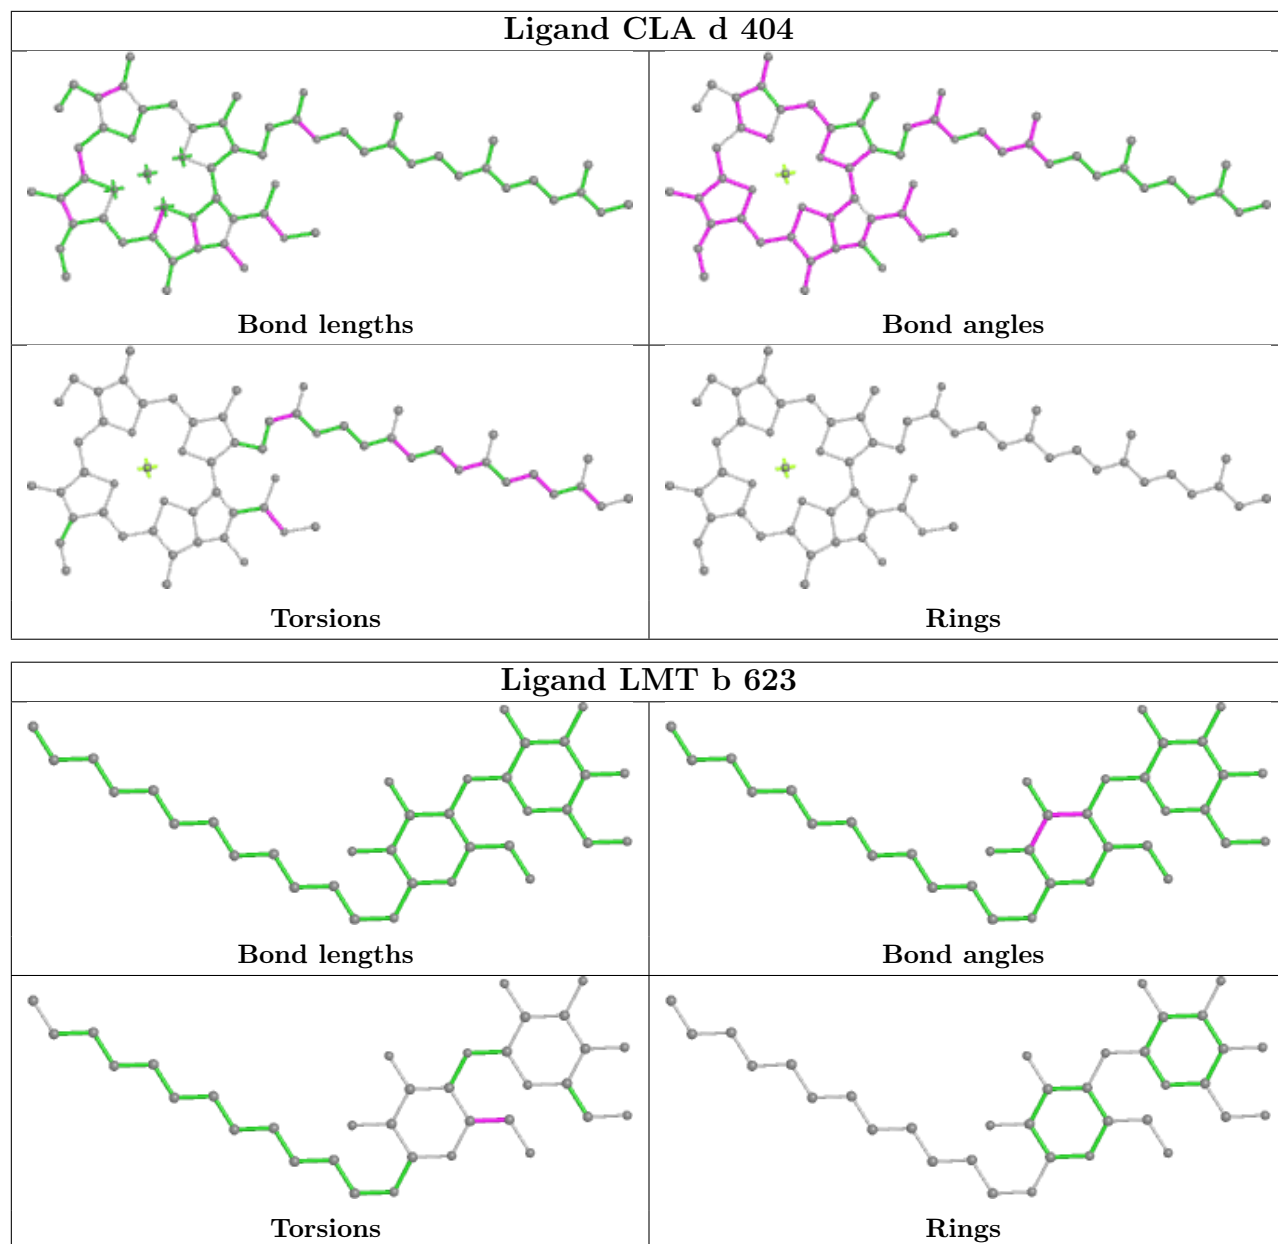 Ligand CLA d 404
Bond lengths
Bond angles
Torsions
Rings
Ligand LMT b 623
Bond lengths
Bond angles
Torsions
Rings